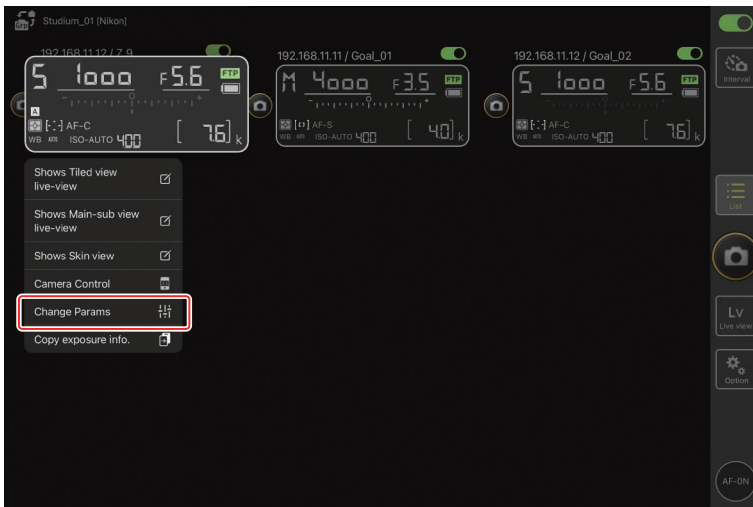 Studium_01 [Nikon]
GrP
192.168.11.12 / Z 9
192.168.11.11 / Goal_01
192.168.11.12 / Goal_02
S 1000 F5.6 FTP
A
[ ] AF-C
WB AUTO ISO-AUTO 400 [ 7.6] k
M 4000 F3.5 FTP
[ ] AF-S
WB AUTO ISO-AUTO 400 [ 4.0] k
S 1000 F5.6 FTP
[ ] AF-C
WB AUTO ISO-AUTO 400 [ 7.6] k
Shows Tiled view
live-view
Shows Main-sub view
live-view
Shows Skin view
Camera Control
Change Params
Copy exposure info.
Interval
List
Lv
Live view
Option
AF-ON